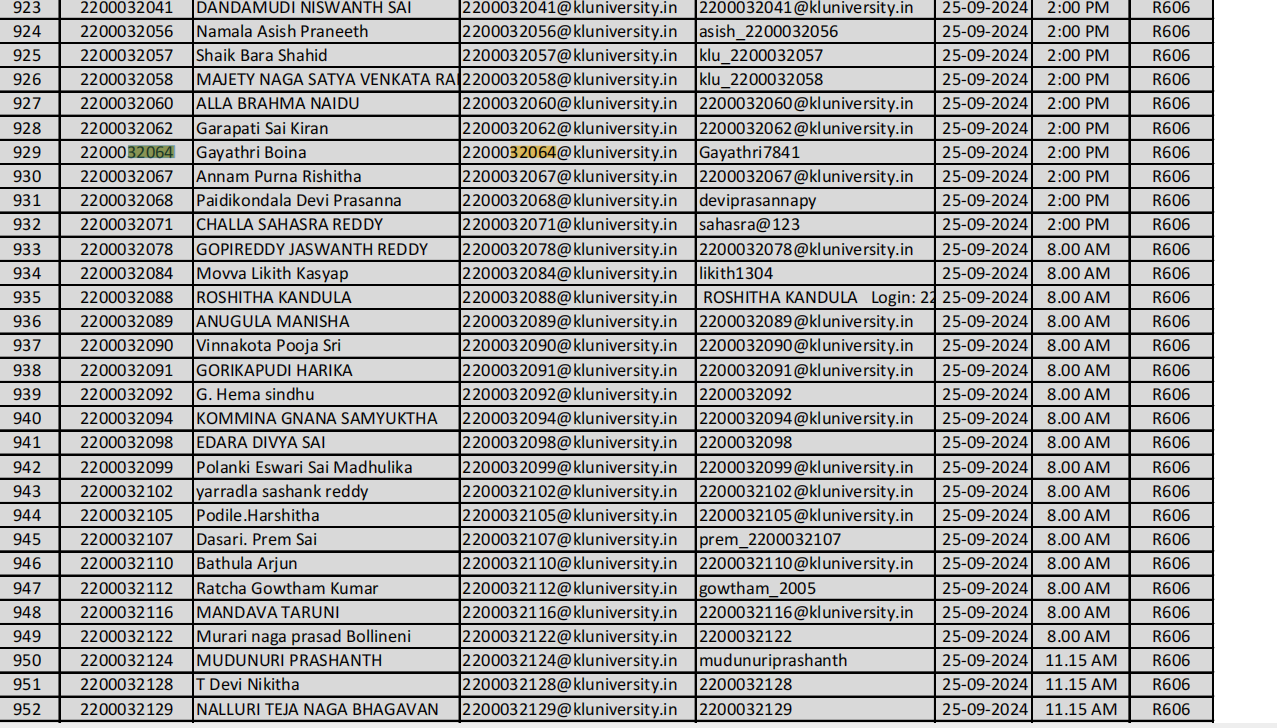 923 2200032041 DANDAMUDI NISWANTH SAI 2200032041@kluniversity.in 2200032041@kluniversity.in 25-09-2024 2:00 PM R606
924 2200032056 Namala Asish Praneeth 2200032056@kluniversity.in asish_2200032056 25-09-2024 2:00 PM R606
925 2200032057 Shaik Bara Shahid 2200032057@kluniversity.in klu_2200032057 25-09-2024 2:00 PM R606
926 2200032058 MAJETY NAGA SATYA VENKATA RA 2200032058@kluniversity.in klu_2200032058 25-09-2024 2:00 PM R606
927 2200032060 ALLA BRAHMA NAIDU 2200032060@kluniversity.in 2200032060@kluniversity.in 25-09-2024 2:00 PM R606
928 2200032062 Garapati Sai Kiran 2200032062@kluniversity.in 2200032062@kluniversity.in 25-09-2024 2:00 PM R606
929 2200032064 Gayathri Boina 2200032064@kluniversity.in Gayathri7841 25-09-2024 2:00 PM R606
930 2200032067 Annam Purna Rishitha 2200032067@kluniversity.in 2200032067@kluniversity.in 25-09-2024 2:00 PM R606
931 2200032068 Paidikondala Devi Prasanna 2200032068@kluniversity.in deviprasannapy 25-09-2024 2:00 PM R606
932 2200032071 CHALLA SAHASRA REDDY 2200032071@kluniversity.in sahasra@123 25-09-2024 2:00 PM R606
933 2200032078 GOPIREDDY JASWANTH REDDY 2200032078@kluniversity.in 2200032078@kluniversity.in 25-09-2024 8.00 AM R606
934 2200032084 Movva Likith Kasyap 2200032084@kluniversity.in likith1304 25-09-2024 8.00 AM R606
935 2200032088 ROSHITHA KANDULA 2200032088@kluniversity.in ROSHITHA KANDULA Login: 22 25-09-2024 8.00 AM R606
936 2200032089 ANUGULA MANISHA 2200032089@kluniversity.in 2200032089@kluniversity.in 25-09-2024 8.00 AM R606
937 2200032090 Vinnakota Pooja Sri 2200032090@kluniversity.in 2200032090@kluniversity.in 25-09-2024 8.00 AM R606
938 2200032091 GORIKAPUDI HARIKA 2200032091@kluniversity.in 2200032091@kluniversity.in 25-09-2024 8.00 AM R606
939 2200032092 G. Hema sindhu 2200032092@kluniversity.in 2200032092 25-09-2024 8.00 AM R606
940 2200032094 KOMMINA GNANA SAMYUKTHA 2200032094@kluniversity.in 2200032094@kluniversity.in 25-09-2024 8.00 AM R606
941 2200032098 EDARA DIVYA SAI 2200032098@kluniversity.in 2200032098 25-09-2024 8.00 AM R606
942 2200032099 Polanki Eswari Sai Madhulika 2200032099@kluniversity.in 2200032099@kluniversity.in 25-09-2024 8.00 AM R606
943 2200032102 yarradla sashank reddy 2200032102@kluniversity.in 2200032102@kluniversity.in 25-09-2024 8.00 AM R606
944 2200032105 Podile.Harshitha 2200032105@kluniversity.in 2200032105@kluniversity.in 25-09-2024 8.00 AM R606
945 2200032107 Dasari. Prem Sai 2200032107@kluniversity.in prem_2200032107 25-09-2024 8.00 AM R606
946 2200032110 Bathula Arjun 2200032110@kluniversity.in 2200032110@kluniversity.in 25-09-2024 8.00 AM R606
947 2200032112 Ratcha Gowtham Kumar 2200032112@kluniversity.in gowtham_2005 25-09-2024 8.00 AM R606
948 2200032116 MANDAVA TARUNI 2200032116@kluniversity.in 2200032116@kluniversity.in 25-09-2024 8.00 AM R606
949 2200032122 Murari naga prasad Bollineni 2200032122@kluniversity.in 2200032122 25-09-2024 8.00 AM R606
950 2200032124 MUDUNURI PRASHANTH 2200032124@kluniversity.in mudunuriprashanth 25-09-2024 11.15 AM R606
951 2200032128 T Devi Nikitha 2200032128@kluniversity.in 2200032128 25-09-2024 11.15 AM R606
952 2200032129 NALLURI TEJA NAGA BHAGAVAN 2200032129@kluniversity.in 2200032129 25-09-2024 11.15 AM R606